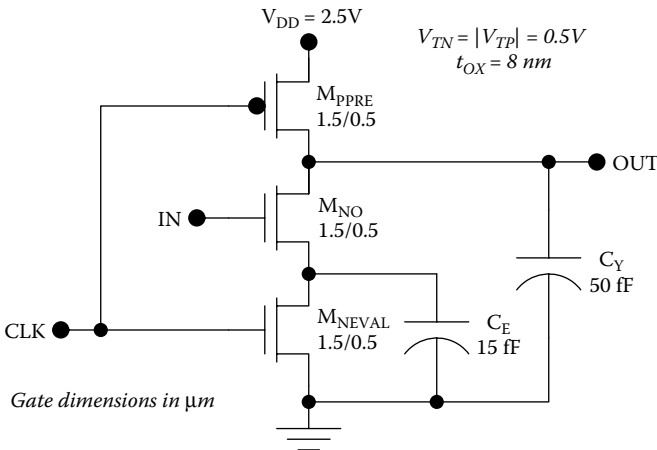 V_DD = 2.5V
V_TN = |V_TP| = 0.5V
t_OX = 8 nm
M_PPRE
1.5/0.5
OUT
IN
M_NO
1.5/0.5
C_Y
50 fF
CLK
M_NEVAL
1.5/0.5
C_E
15 fF
Gate dimensions in μm